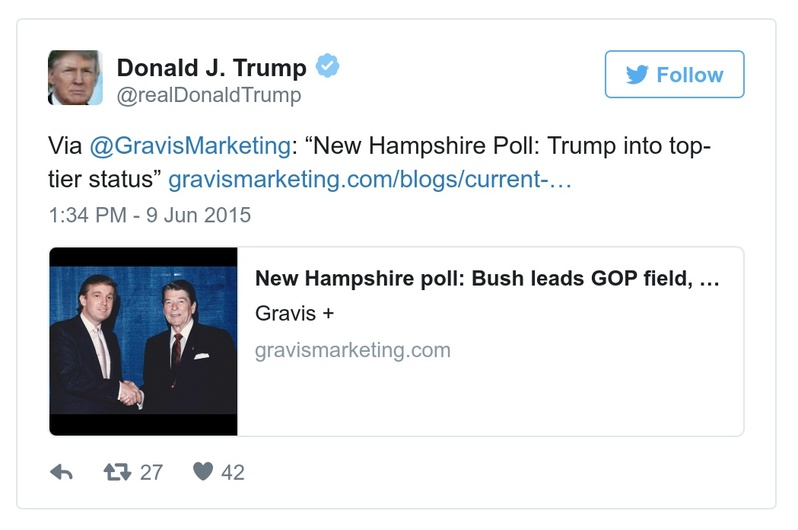 Donald J. Trump
@realDonaldTrump
Follow
Via @GravisMarketing: “New Hampshire Poll: Trump into top-
tier status” gravismarketing.com/blogs/current-…
1:34 PM - 9 Jun 2015
New Hampshire poll: Bush leads GOP field, …
Gravis +
gravismarketing.com
27
42